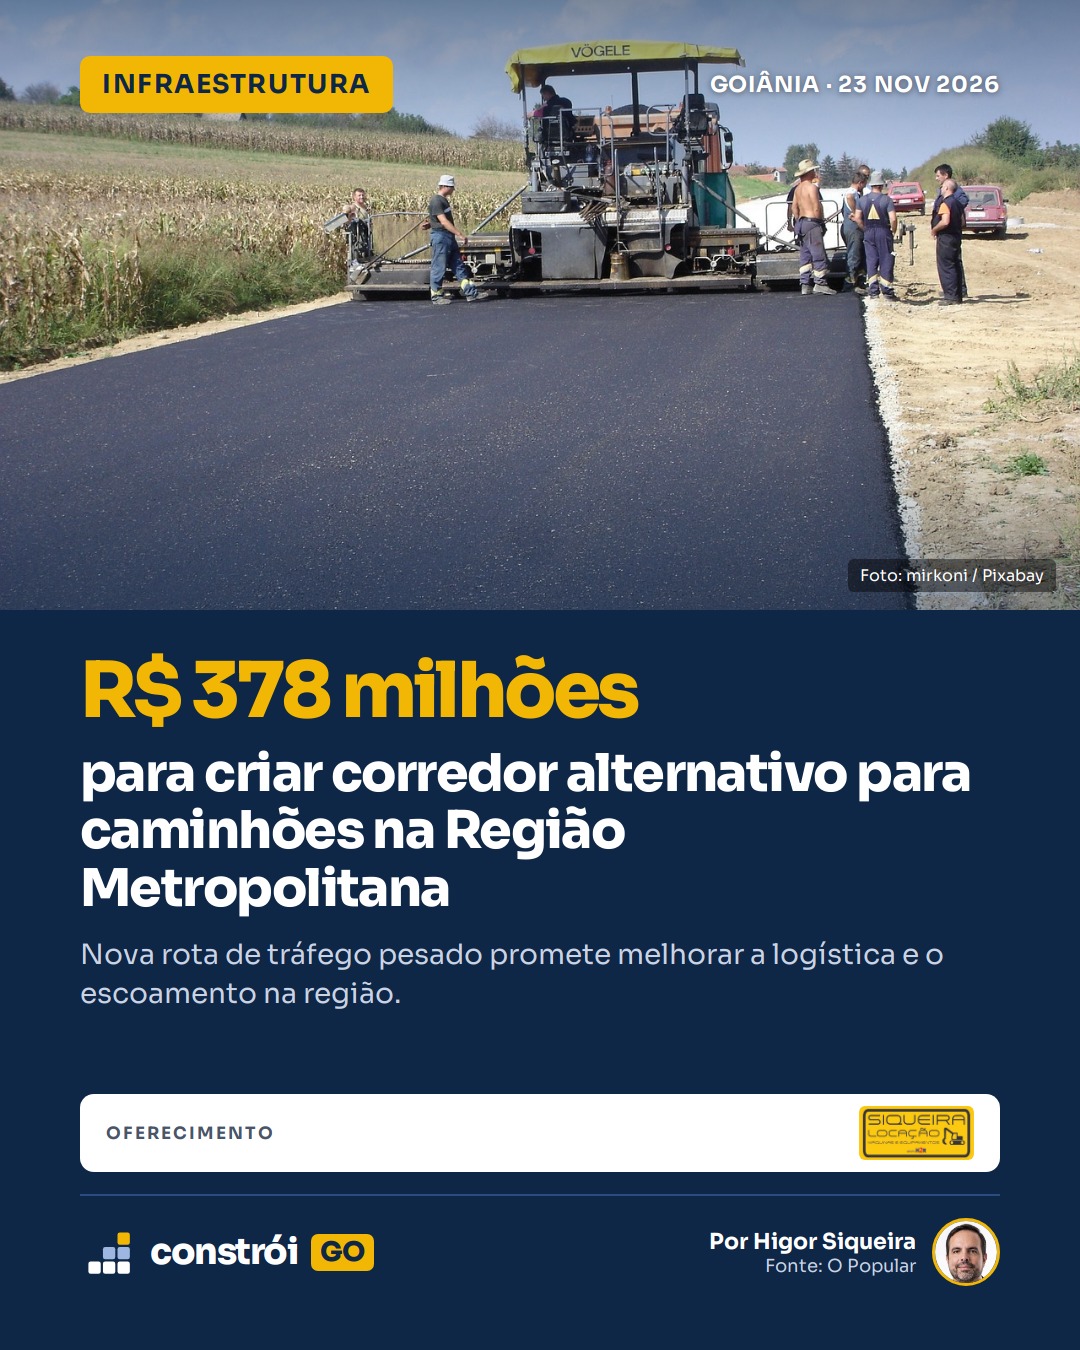 INFRAESTRUTURA
GOIÂNIA · 23 NOV 2026
VÖGELE
Foto: mirkoni / Pixabay
R$ 378 milhões
para criar corredor alternativo para
caminhões na Região
Metropolitana
Nova rota de tráfego pesado promete melhorar a logística e o
escoamento na região.
OFERECIMENTO
SIQUEIRA
LOCAÇÃO
MÁQUINAS E EQUIPAMENTOS
constrói GO
Por Higor Siqueira
Fonte: O Popular